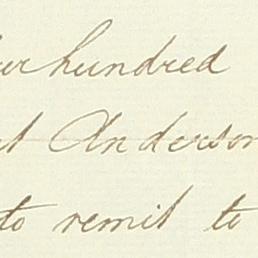 hundred
Anderson
to remit to